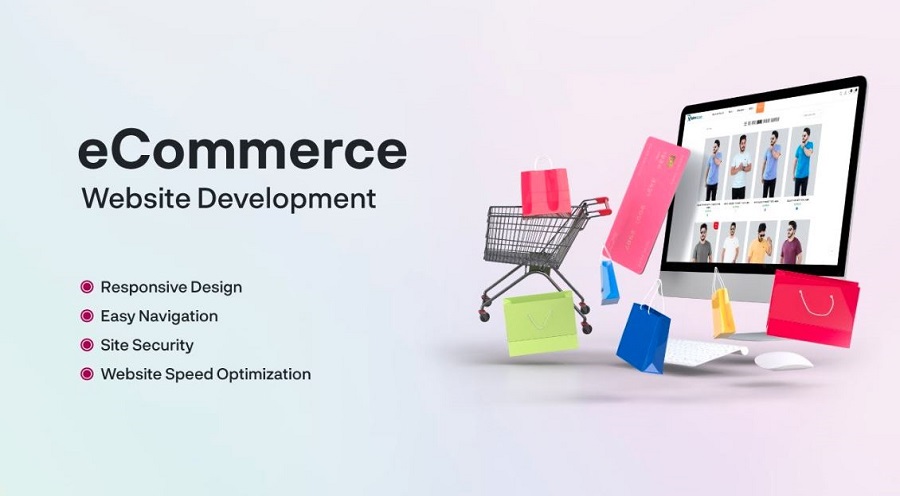 eCommerce
Website Development
Responsive Design
Easy Navigation
Site Security
Website Speed Optimization